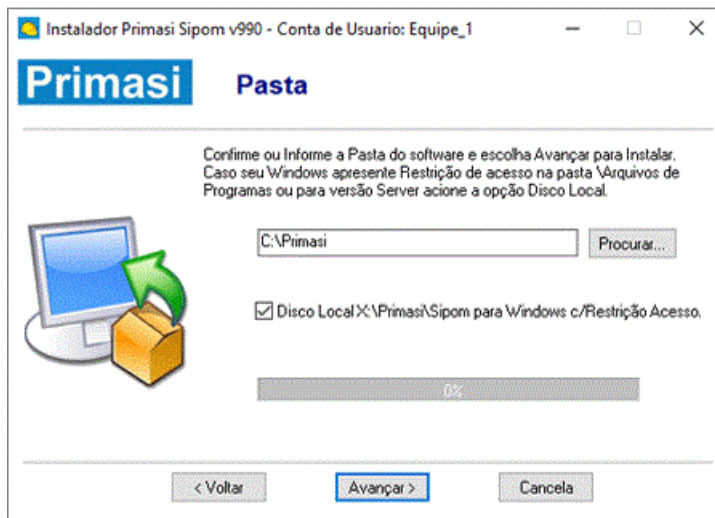 Instalador Primasi Sipom v990 - Conta de Usuario: Equipe_1
Primasi
Pasta
Confirme ou Informe a Pasta do software e escolha Avançar para Instalar.
Caso seu Windows apresente Restrição de acesso na pasta \Arquivos de
Programas ou para versão Server acione a opção Disco Local.
C:\Primasi
Procurar...
Disco Local X:\Primasi\Sipom para Windows c/Restrição Acesso.
0%
< Voltar
Avançar >
Cancela